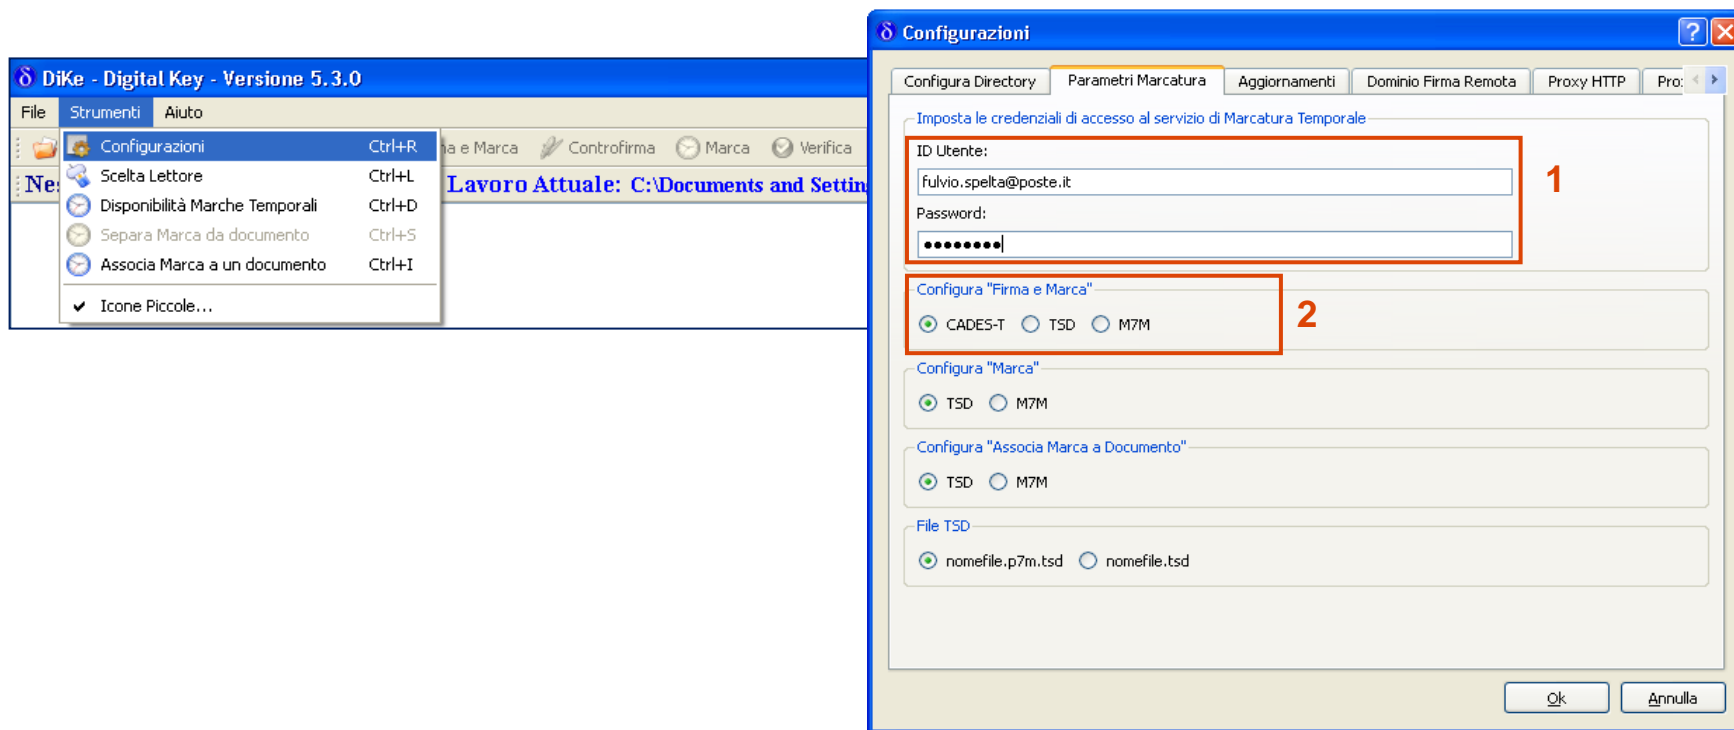 DiKe - Digital Key - Versione 5.3.0
File Strumenti Aiuto
Configurazioni Ctrl+R
Scelta Lettore Ctrl+L
Disponibilità Marche Temporali Ctrl+D
Separa Marca da documento Ctrl+S
Associa Marca a un documento Ctrl+I
Icone Piccole...
e Marca Controfirma Marca Verifica
Lavoro Attuale: C:\Documents and
Configurazioni
Configura Directory Parametri Marcatura Aggiornamenti Dominio Firma Remota Proxy HTTP
Imposta le credenziali di accesso al servizio di Marcatura Temporale
ID Utente:
fulvio.spelta@poste.it
1
Password:
••••••••
Configura "Firma e Marca"
2
CADES-T TSD M7M
Configura "Marca"
TSD M7M
Configura "Associa Marca a Documento"
TSD M7M
File TSD
nomefile.p7m.tsd nomefile.tsd
Ok Annulla